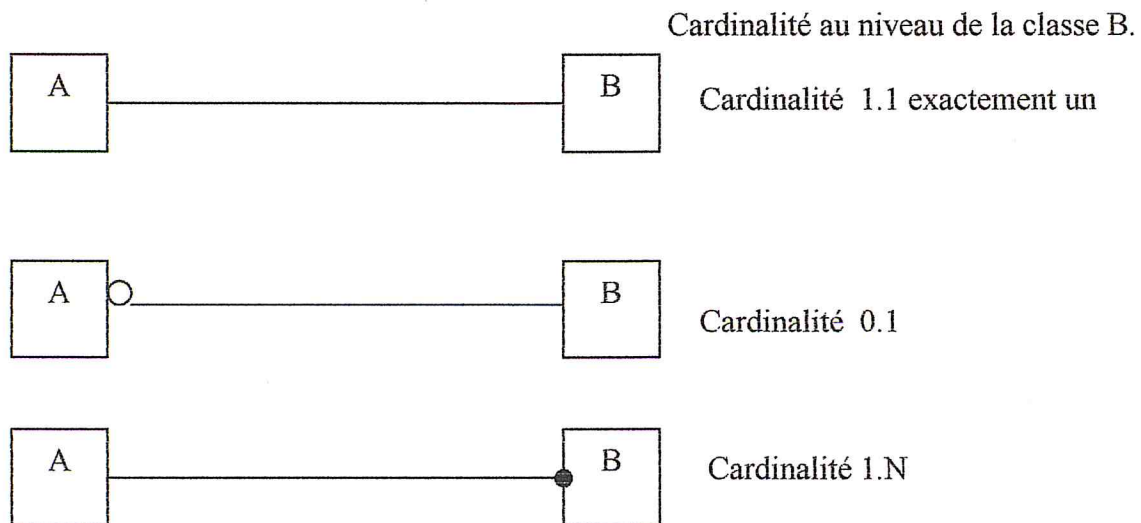 Cardinalité au niveau de la classe B.
A B Cardinalité 1.1 exactement un
A B Cardinalité 0.1
A B Cardinalité 1.N